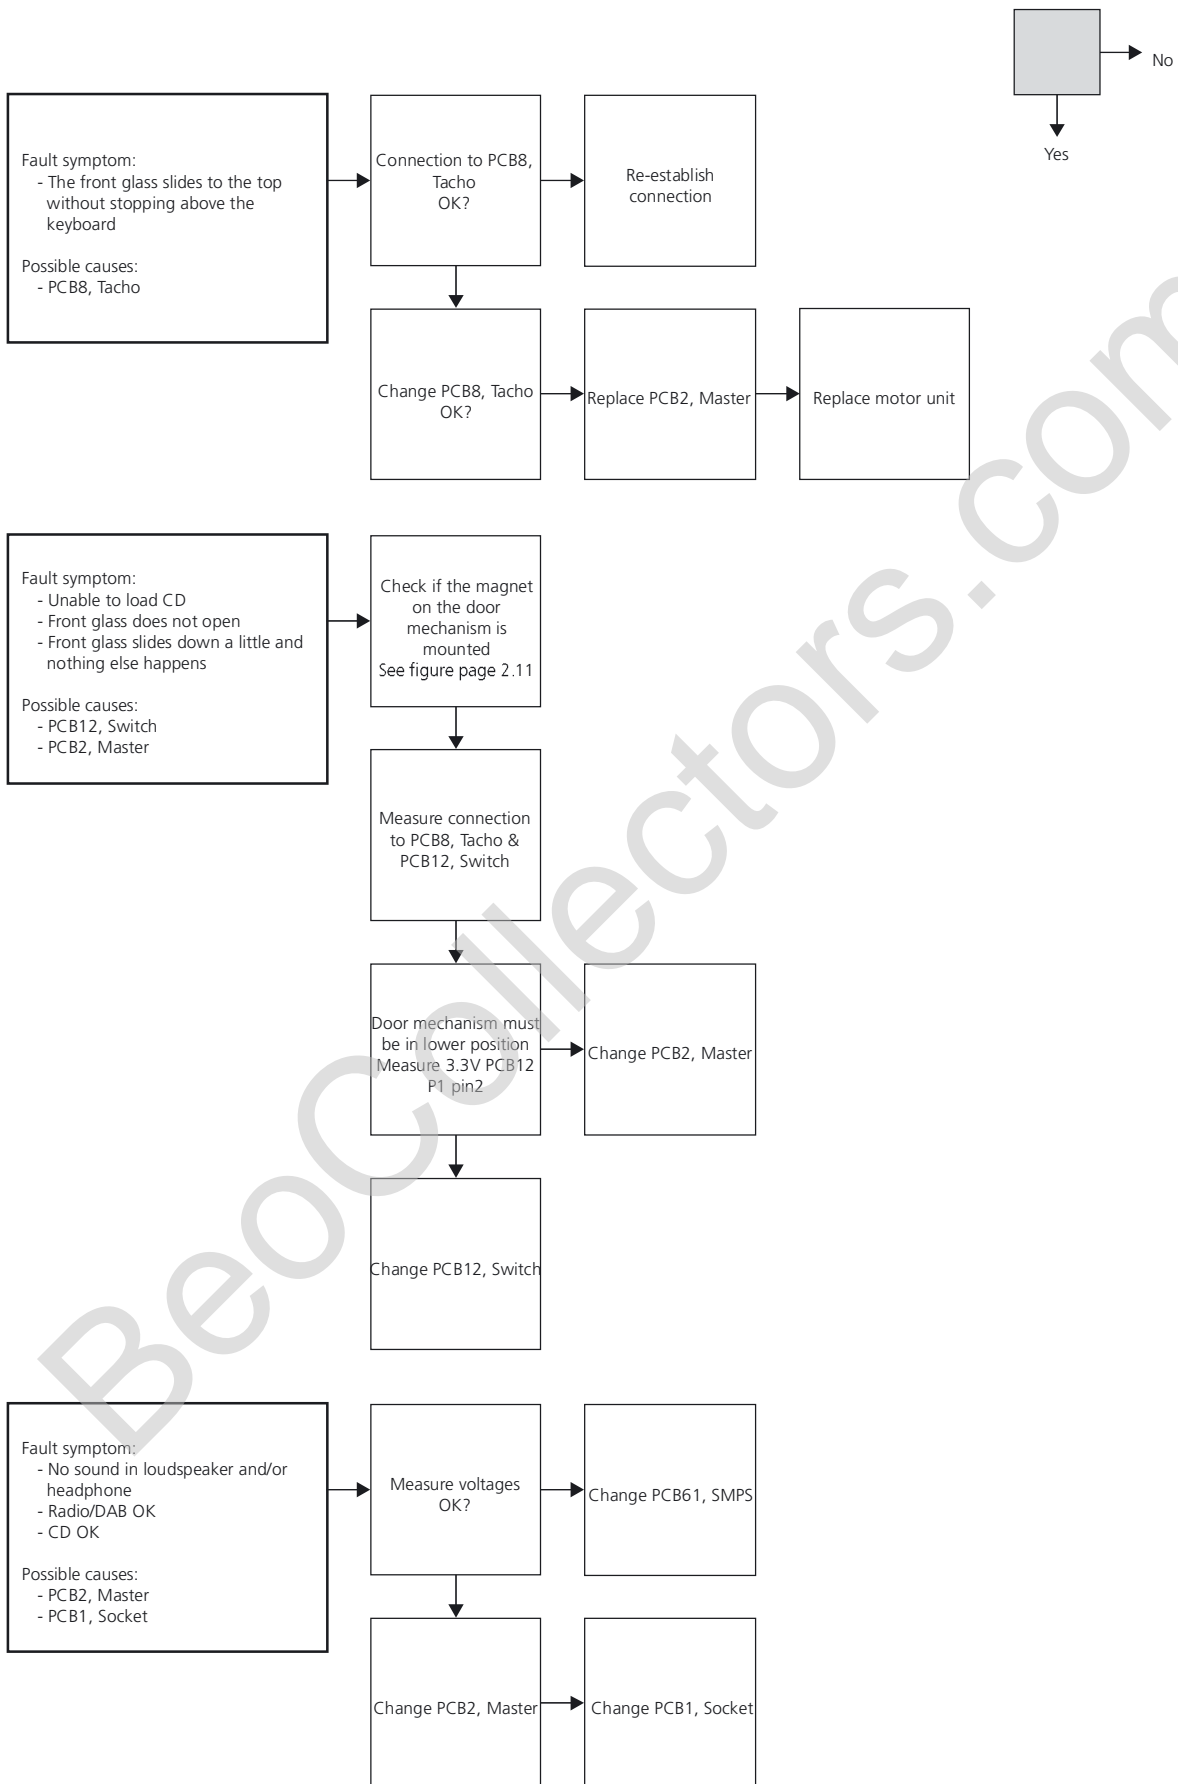 No
Yes
Fault symptom:
- The front glass slides to the top
without stopping above the
keyboard
Possible causes:
- PCB8, Tacho
Connection to PCB8,
Tacho
OK?
Re-establish
connection
Change PCB8, Tacho
OK?
Replace PCB2, Master
Replace motor unit
Fault symptom:
- Unable to load CD
- Front glass does not open
- Front glass slides down a little and
nothing else happens
Possible causes:
- PCB12, Switch
- PCB2, Master
Check if the magnet
on the door
mechanism is
mounted
See figure page 2.11
Measure connection
to PCB8, Tacho &
PCB12, Switch
Door mechanism must
be in lower position
Measure 3.3V PCB12
P1 pin2
Change PCB2, Master
Change PCB12, Switch
Fault symptom:
- No sound in loudspeaker and/or
headphone
- Radio/DAB OK
- CD OK
Possible causes:
- PCB2, Master
- PCB1, Socket
Measure voltages
OK?
Change PCB61, SMPS
Change PCB2, Master
Change PCB1, Socket
BeoCollectors.com